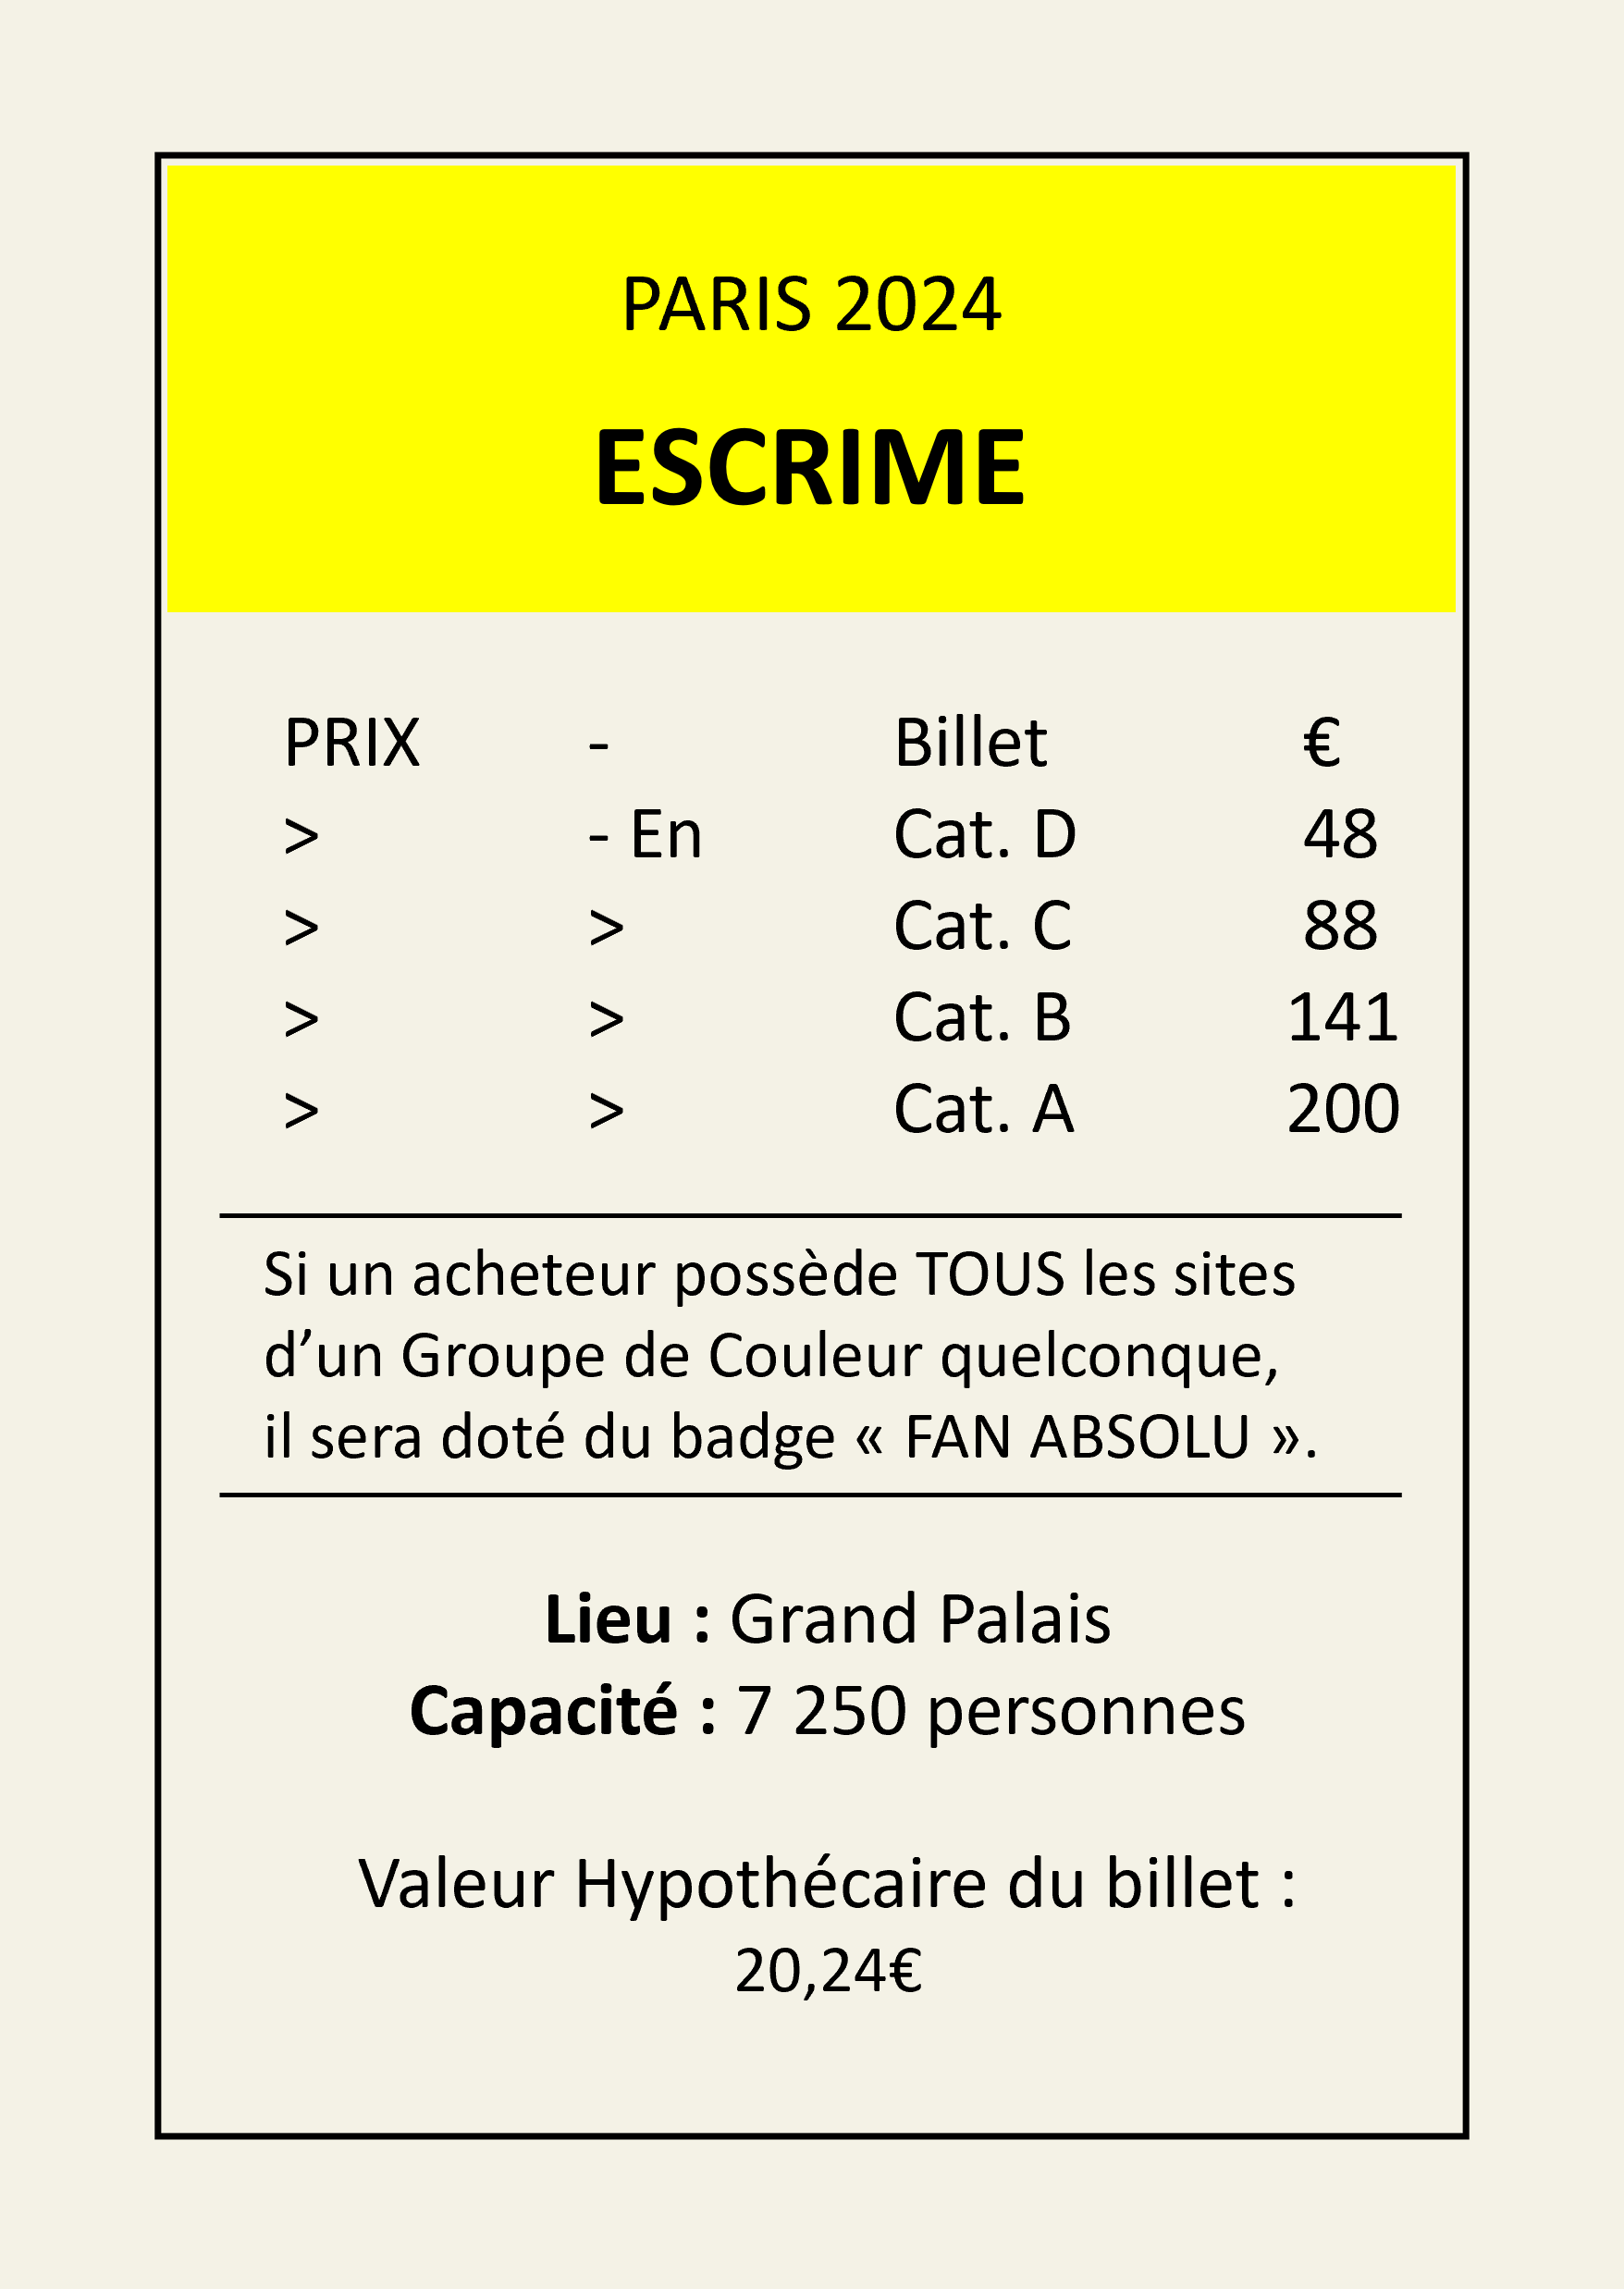 PARIS 2024
ESCRIME
PRIX - Billet €
> - En Cat. D 48
> > Cat. C 88
> > Cat. B 141
> > Cat. A 200
Si un acheteur possède TOUS les sites
d’un Groupe de Couleur quelconque,
il sera doté du badge « FAN ABSOLU ».
Lieu : Grand Palais
Capacité : 7 250 personnes
Valeur Hypothécaire du billet :
20,24€